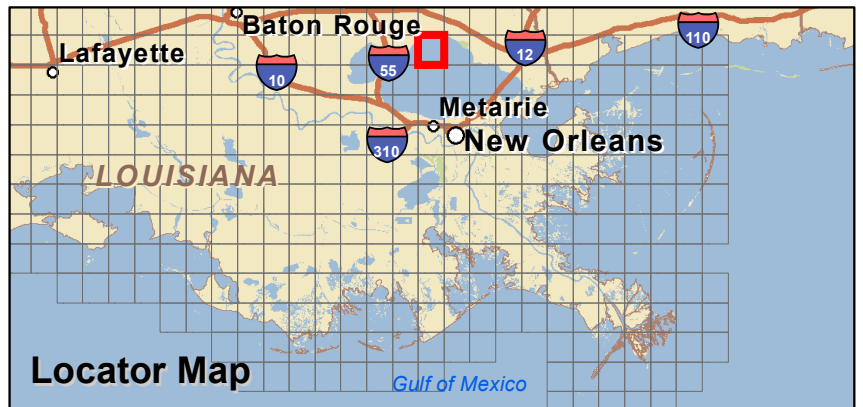 Baton Rouge
110
Lafayette
12
55
10
Metairie
New Orleans
310
LOUISIANA
Locator Map
Gulf of Mexico